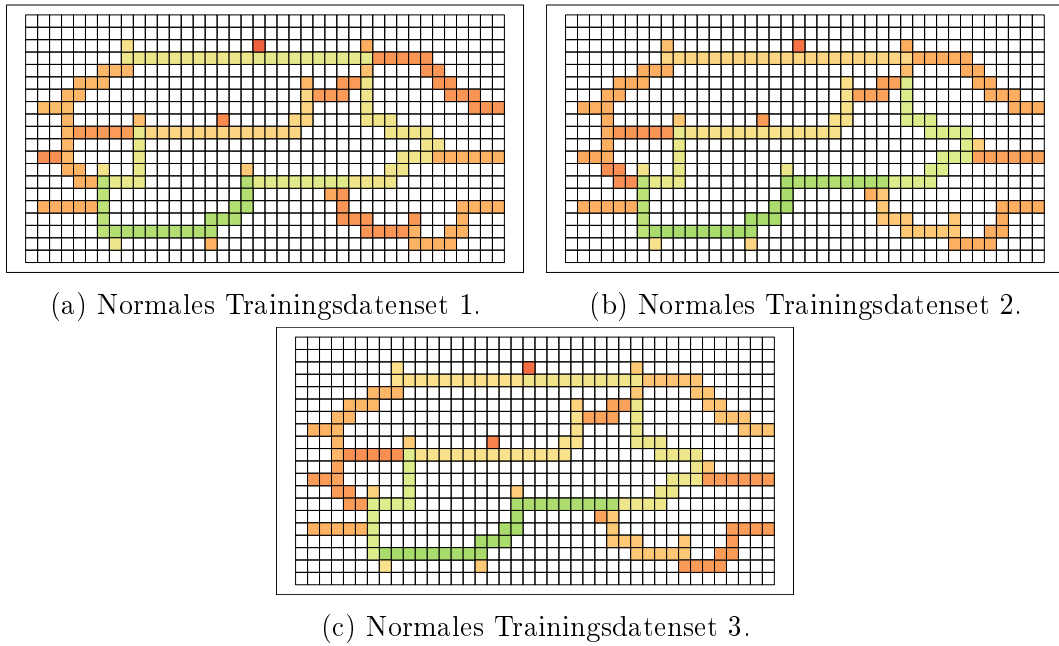 (a) Normales Trainingsdatenset 1.
(b) Normales Trainingsdatenset 2.
(c) Normales Trainingsdatenset 3.